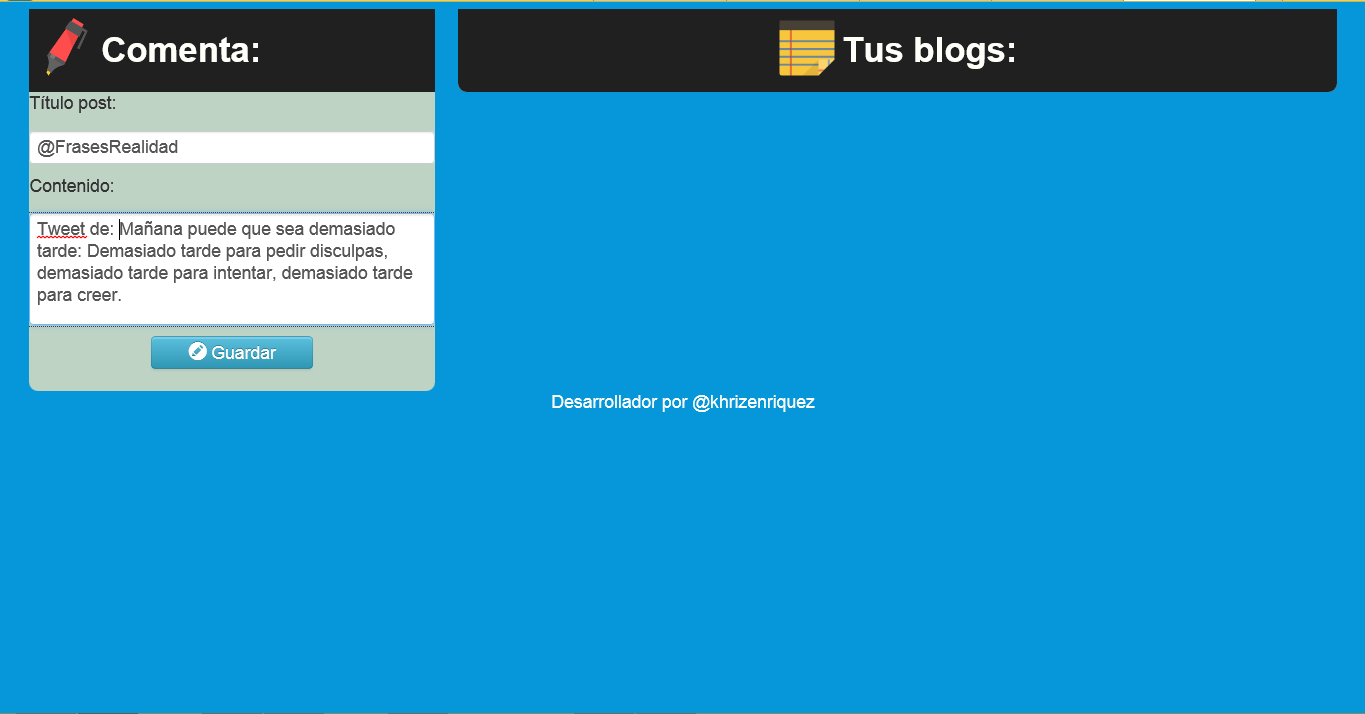 Comenta:
Título post:
@FrasesRealidad
Contenido:
Tweet de: Mañana puede que sea demasiado
tarde: Demasiado tarde para pedir disculpas,
demasiado tarde para intentar, demasiado tarde
para creer.
Guardar
Tus blogs:
Desarrollador por @khrizenriquez